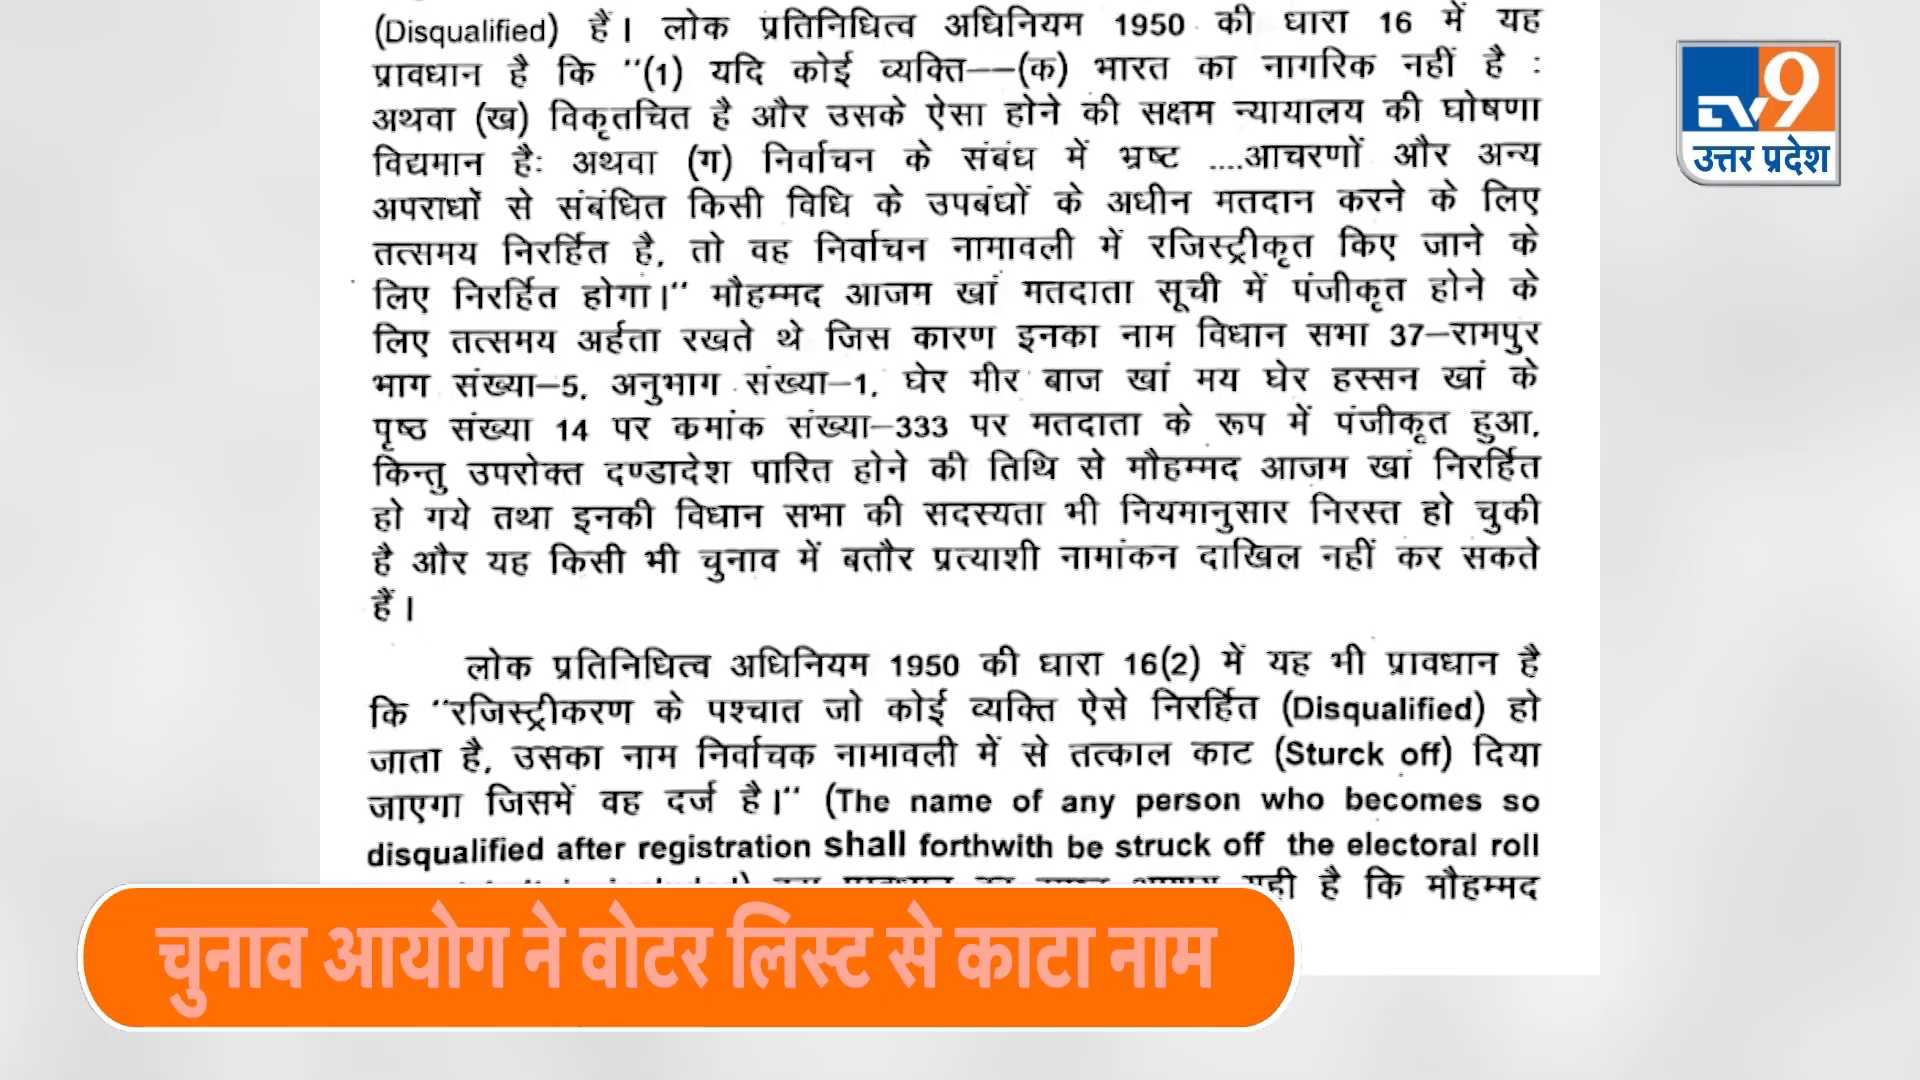 (Disqualified) हैं। लोक प्रतिनिधित्व अधिनियम 1950 की धारा 16 में यह
प्रावधान है कि "(1) यदि कोई व्यक्ति——(क) भारत का नागरिक नहीं है :
अथवा (ख) विकृतचित है और उसके ऐसा होने की सक्षम न्यायालय की घोषणा
विद्यमान हैः अथवा (ग) निर्वाचन के संबंध में भ्रष्ट ....आचरणों और अन्य
अपराधों से संबंधित किसी विधि के उपबंधों के अधीन मतदान करने के लिए
तत्समय निरर्हित है, तो वह निर्वाचन नामावली में रजिस्ट्रीकृत किए जाने के
लिए निरर्हित होगा।" मौहम्मद आजम खां मतदाता सूची में पंजीकृत होने के
लिए तत्समय अर्हता रखते थे जिस कारण इनका नाम विधान सभा 37–रामपुर
भाग संख्या–5, अनुभाग संख्या–1, घेर मीर बाज खां मय घेर हस्सन खां के
पृष्ठ संख्या 14 पर क्रमांक संख्या–333 पर मतदाता के रूप में पंजीकृत हुआ,
किन्तु उपरोक्त दण्डादेश पारित होने की तिथि से मौहम्मद आजम खां निरर्हित
हो गये तथा इनकी विधान सभा की सदस्यता भी नियमानुसार निरस्त हो चुकी
है और यह किसी भी चुनाव में बतौर प्रत्याशी नामांकन दाखिल नहीं कर सकते
हैं।
लोक प्रतिनिधित्व अधिनियम 1950 की धारा 16(2) में यह भी प्रावधान है
कि "रजिस्ट्रीकरण के पश्चात जो कोई व्यक्ति ऐसे निरर्हित (Disqualified) हो
जाता है, उसका नाम निर्वाचक नामावली में से तत्काल काट (Sturck off) दिया
जाएगा जिसमें वह दर्ज है।" (The name of any person who becomes so
disqualified after registration shall forthwith be struck off the electoral roll
यही है कि मौहम्मद
चुनाव आयोग ने वोटर लिस्ट से काटा नाम
TV9
उत्तर प्रदेश